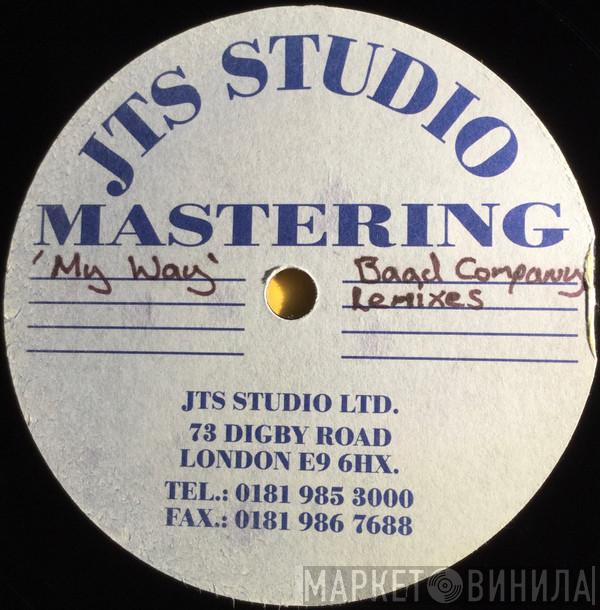 JTS STUDIO
MASTERING
'My Way'
Baad Company
Remixes
JTS STUDIO LTD.
73 DIGBY ROAD
LONDON E9 6HX.
TEL.: 0181 985 3000
FAX.: 0181 986 7688
МАРКЕТ ВИНИЛА